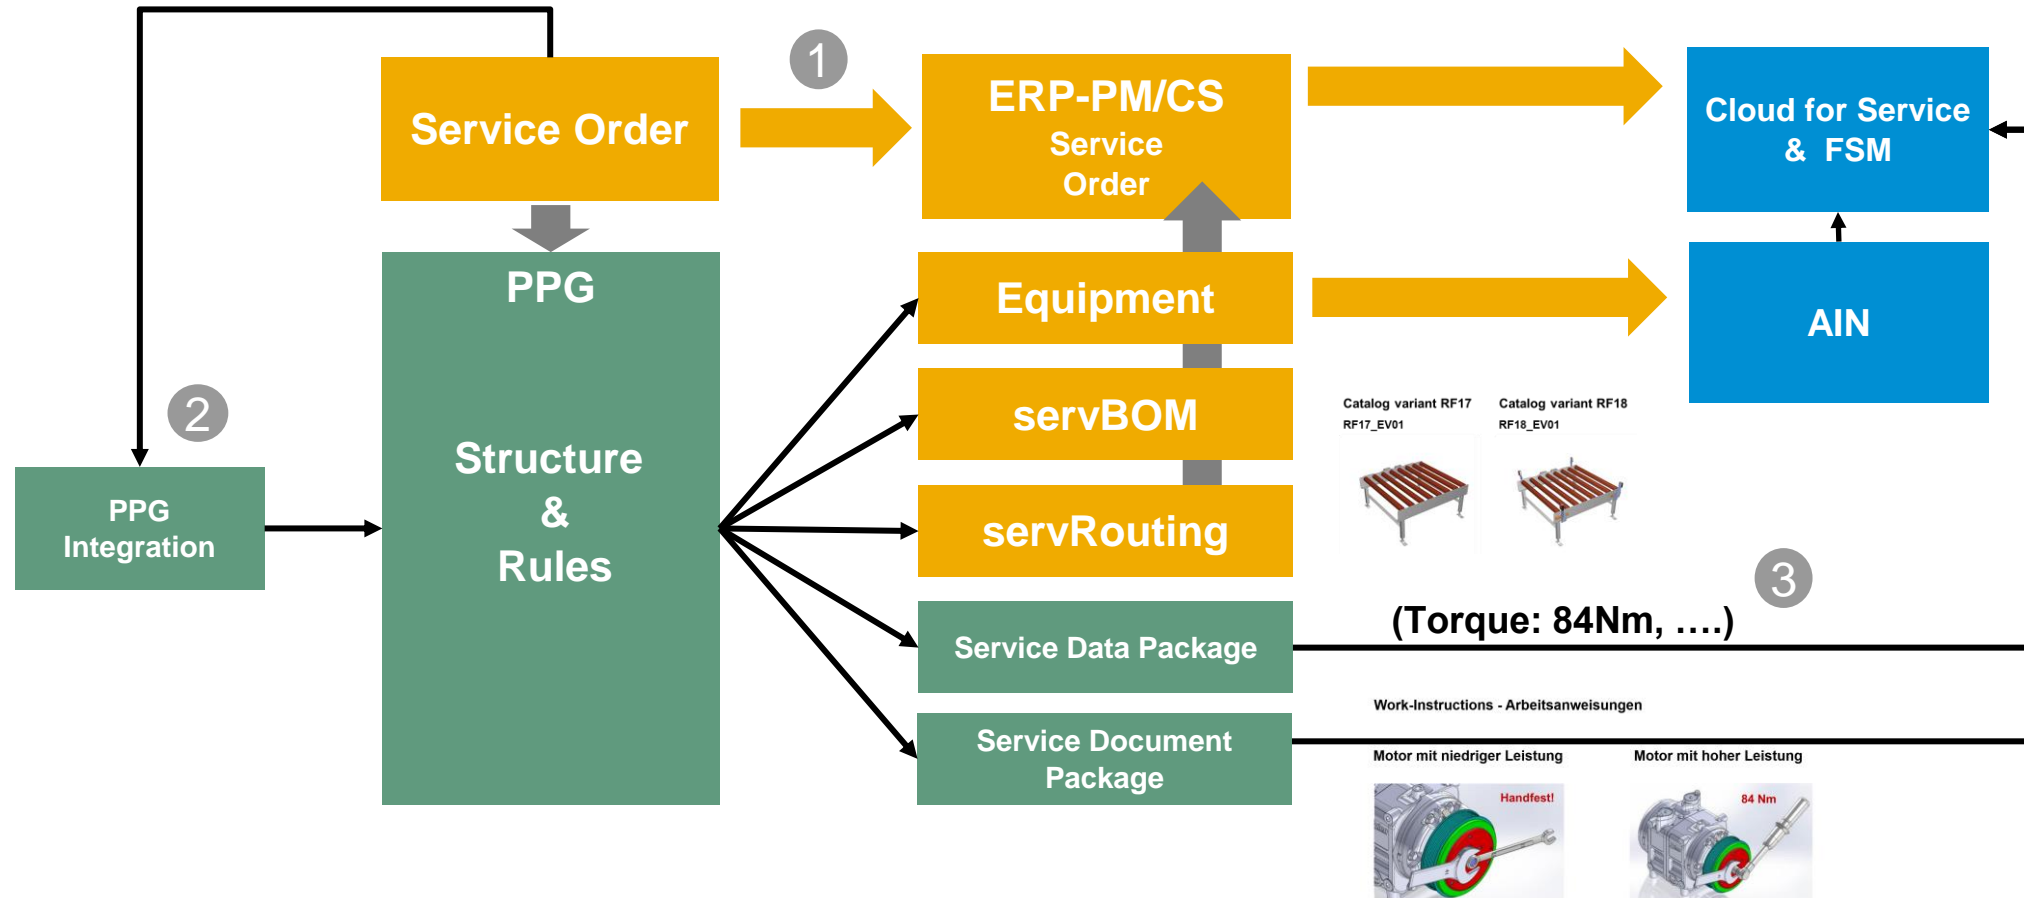 1
Service Order
ERP-PM/CS
Service
Order
Cloud for Service
& FSM
PPG
Structure
&
Rules
Equipment
AIN
2
PPG
Integration
servBOM
servRouting
Catalog variant RF17
RF17_EV01
Catalog variant RF18
RF18_EV01
3
(Torque: 84Nm, ….)
Service Data Package
Work-Instructions - Arbeitsanweisungen
Service Document
Package
Motor mit niedriger Leistung
Handfest!
Motor mit hoher Leistung
84 Nm